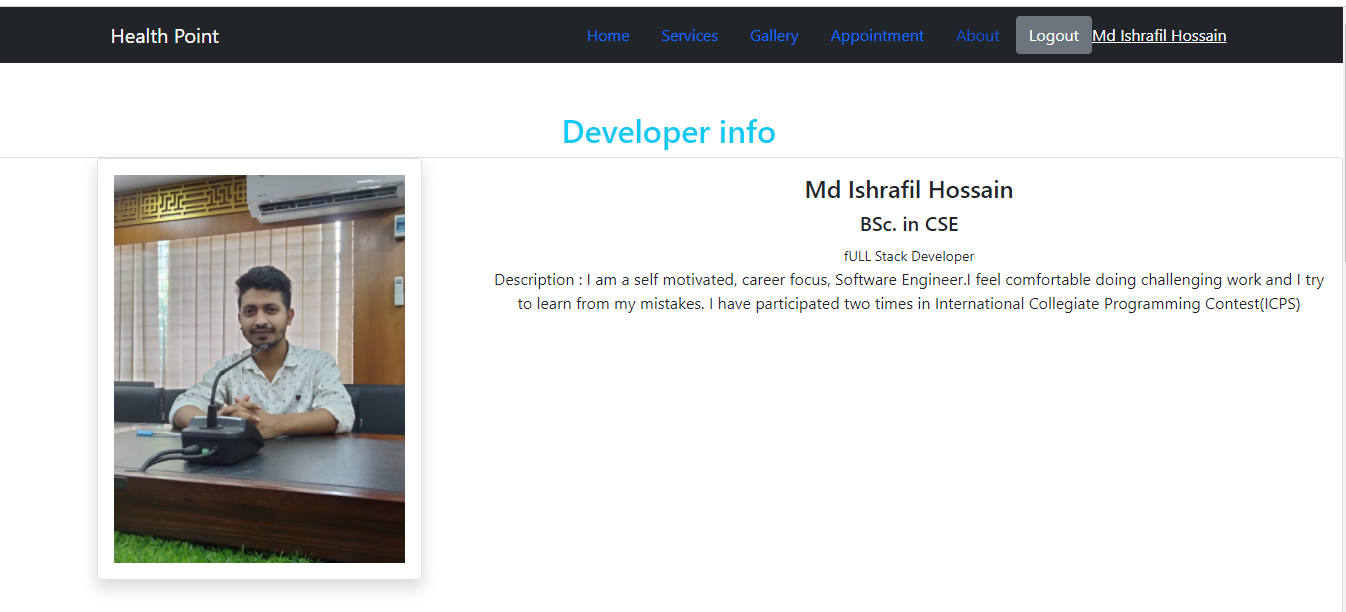 Health Point Home Services Gallery Appointment About Logout Md Ishrafil Hossain
Developer info
Md Ishrafil Hossain
BSc. in CSE
fULL Stack Developer
Description : I am a self motivated, career focus, Software Engineer.I feel comfortable doing challenging work and I try
to learn from my mistakes. I have participated two times in International Collegiate Programming Contest(ICPS)